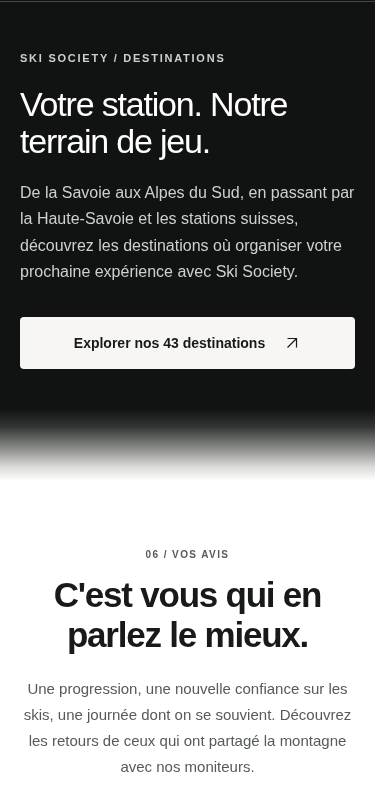 SKI SOCIETY / DESTINATIONS
Votre station. Notre
terrain de jeu.
De la Savoie aux Alpes du Sud, en passant par
la Haute-Savoie et les stations suisses,
découvrez les destinations où organiser votre
prochaine expérience avec Ski Society.
Explorer nos 43 destinations
06 / VOS AVIS
C'est vous qui en
parlez le mieux.
Une progression, une nouvelle confiance sur les
skis, une journée dont on se souvient. Découvrez
les retours de ceux qui ont partagé la montagne
avec nos moniteurs.